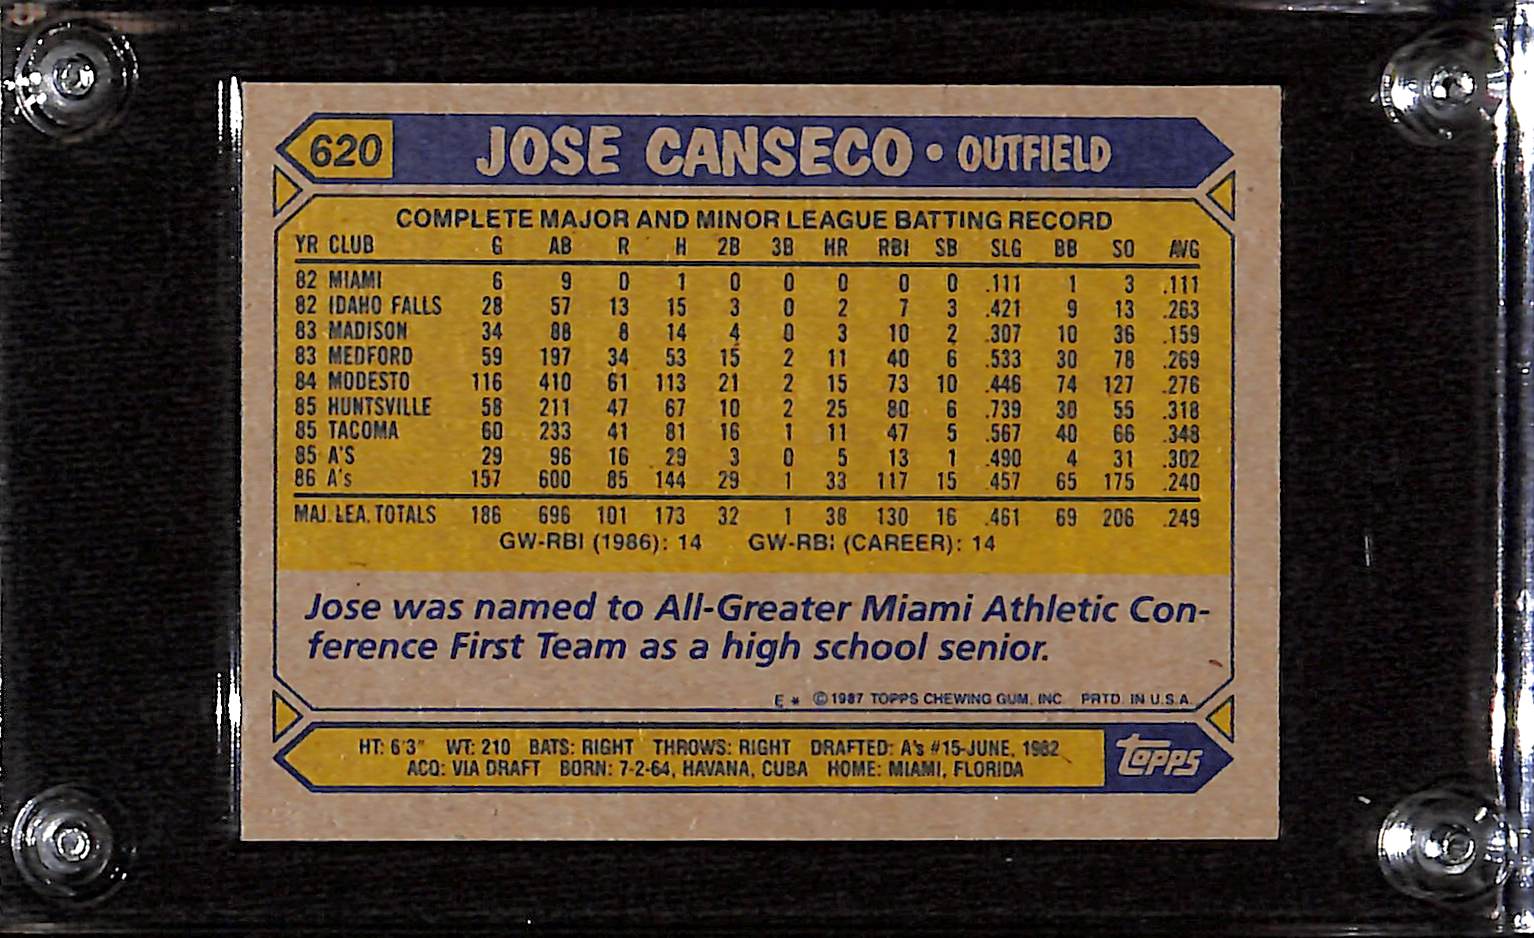 620 JOSE CANSECO • OUTFIELD
COMPLETE MAJOR AND MINOR LEAGUE BATTING RECORD
YR CLUB G AB R H 2B 3B HR RBI SB SLG BB SO AVG
82 MIAMI 6 9 0 1 0 0 0 0 0 .111 1 3 .111
82 IDAHO FALLS 28 57 13 15 3 0 2 7 3 .421 9 13 .263
83 MADISON 34 88 8 14 4 0 3 10 2 .307 10 36 .159
83 MEDFORD 59 197 34 53 15 2 11 40 6 .533 30 78 .269
84 MODESTO 116 410 61 113 21 2 15 73 10 .446 74 127 .276
85 HUNTSVILLE 58 211 47 67 10 2 25 80 6 .739 30 55 .318
85 TACOMA 60 233 41 81 16 1 11 47 5 .567 40 66 .348
85 A'S 29 96 16 29 3 0 5 13 1 .490 4 31 .302
86 A's 157 600 85 144 29 1 33 117 15 .457 65 175 .240
MAJ. LEA. TOTALS 186 696 101 173 32 1 38 130 16 .461 69 206 .249
GW-RBI (1986): 14 GW-RBI (CAREER): 14
Jose was named to All-Greater Miami Athletic Con-
ference First Team as a high school senior.
E * © 1987 TOPPS CHEWING GUM, INC. PRTD. IN U.S.A.
HT: 6'3" WT: 210 BATS: RIGHT THROWS: RIGHT DRAFTED: A's #15-JUNE, 1982
ACQ: VIA DRAFT BORN: 7-2-64, HAVANA, CUBA HOME: MIAMI, FLORIDA
topps